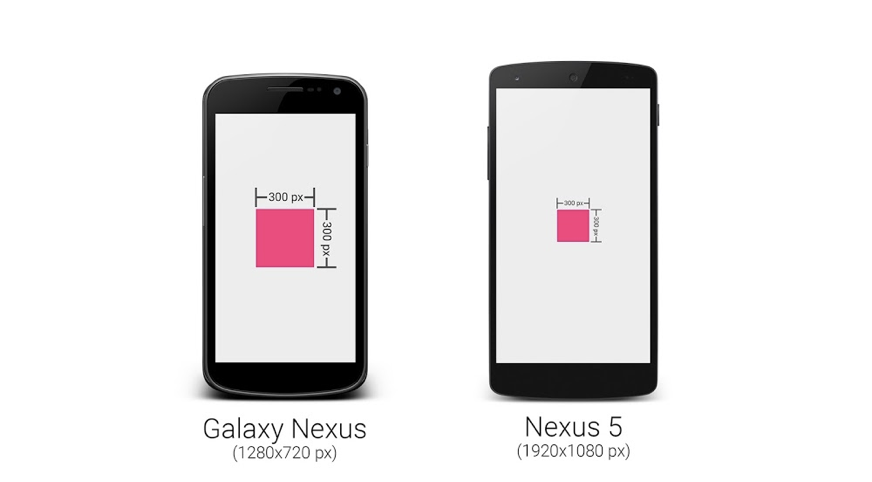 300 px
300 px
Galaxy Nexus
(1280x720 px)
300 px
300 px
Nexus 5
(1920x1080 px)